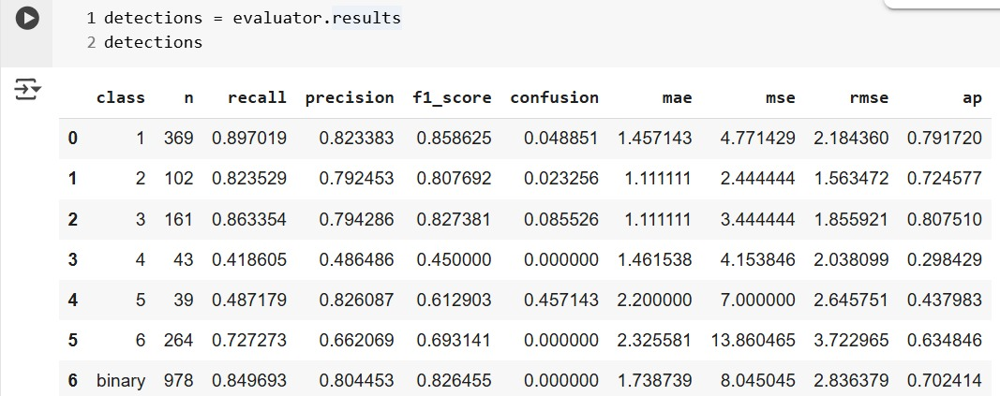 1 detections = evaluator.results
2 detections
class n recall precision f1_score confusion mae mse rmse ap
0 1 369 0.897019 0.823383 0.858625 0.048851 1.457143 4.771429 2.184360 0.791720
1 2 102 0.823529 0.792453 0.807692 0.023256 1.111111 2.444444 1.563472 0.724577
2 3 161 0.863354 0.794286 0.827381 0.085526 1.111111 3.444444 1.855921 0.807510
3 4 43 0.418605 0.486486 0.450000 0.000000 1.461538 4.153846 2.038099 0.298429
4 5 39 0.487179 0.826087 0.612903 0.457143 2.200000 7.000000 2.645751 0.437983
5 6 264 0.727273 0.662069 0.693141 0.000000 2.325581 13.860465 3.722965 0.634846
6 binary 978 0.849693 0.804453 0.826455 0.000000 1.738739 8.045045 2.836379 0.702414